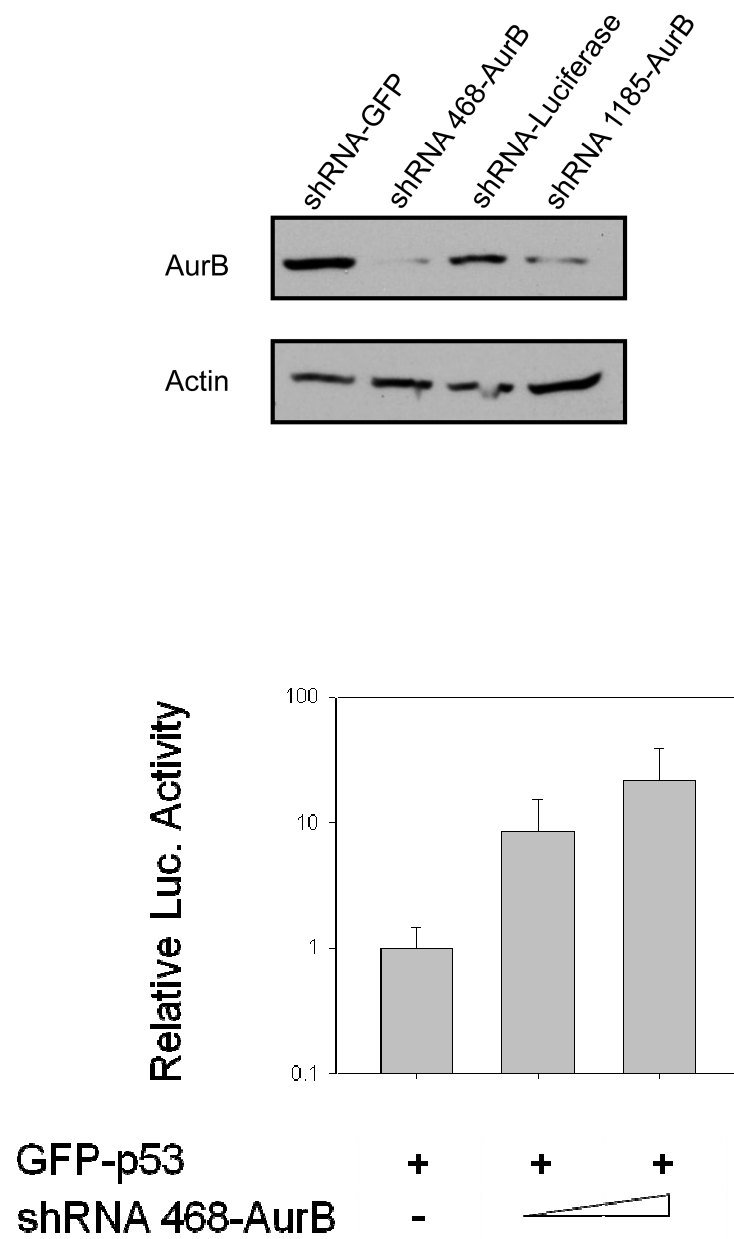 shRNA-GFP
shRNA 468-AurB
shRNA-Luciferase
shRNA 1185-AurB
AurB
Actin
Relative Luc. Activity
100
10
1
0.1
GFP-p53 + + +
shRNA 468-AurB -